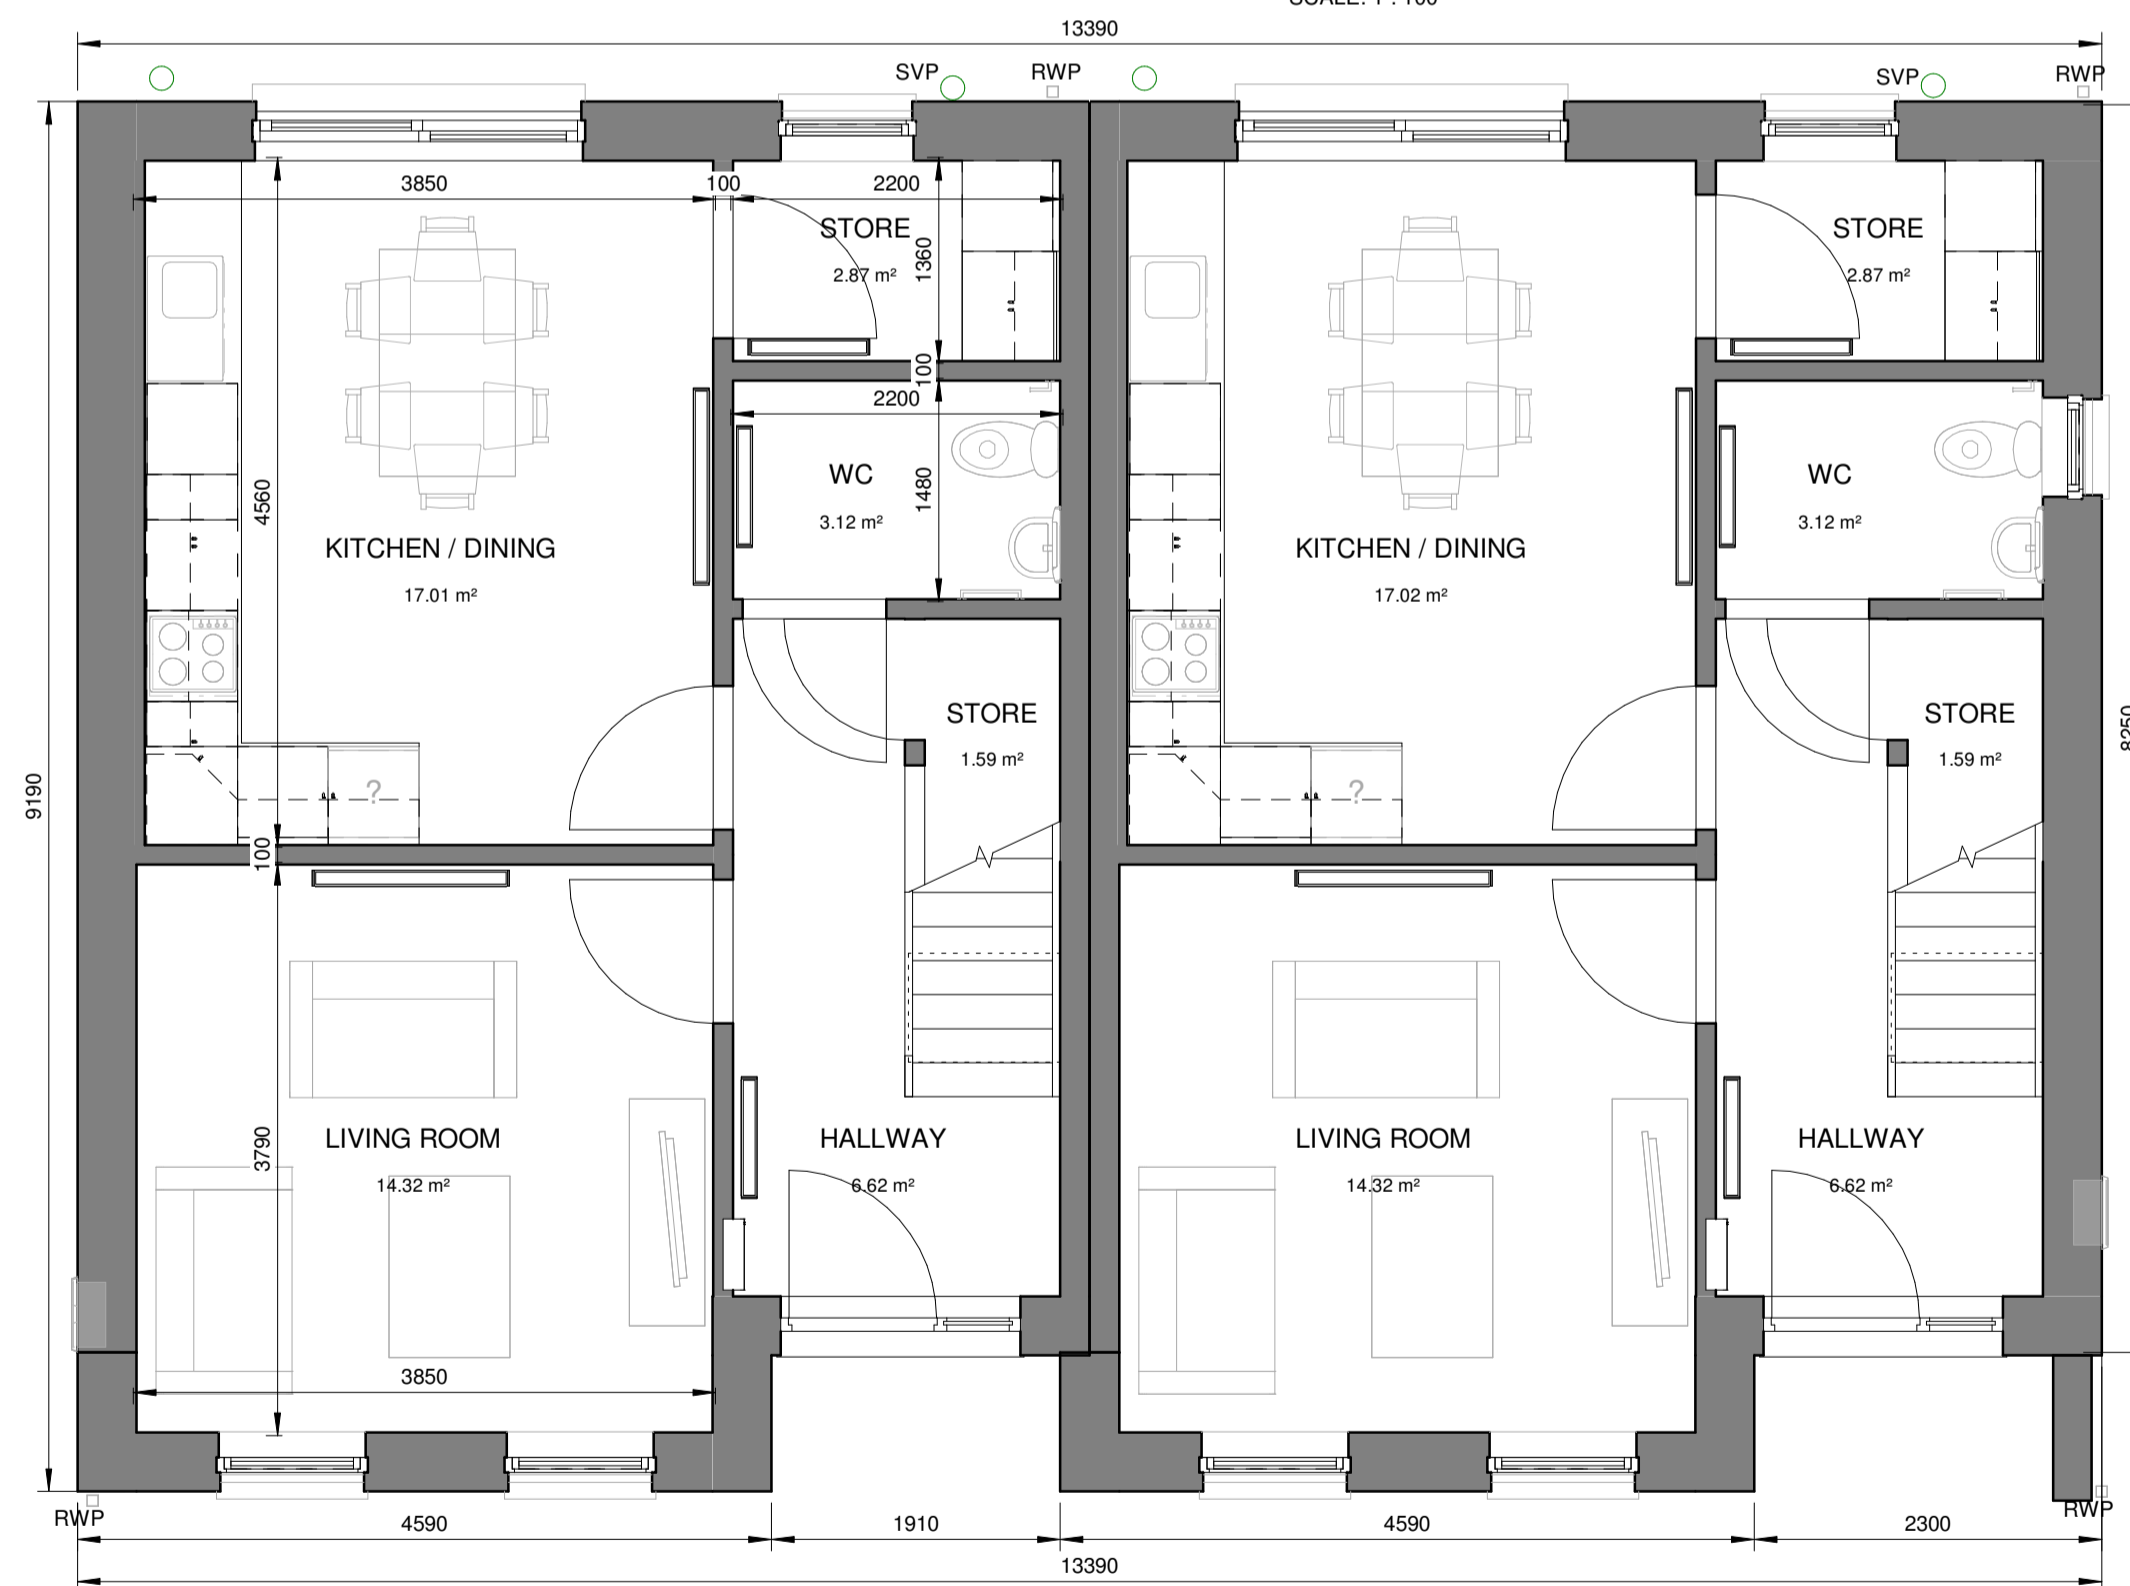 13390
SVP
RWP
SVP
RWP
3850
100
2200
STORE
2.87 m²
1360
STORE
2.87 m²
100
2200
WC
3.12 m²
1480
WC
3.12 m²
4560
KITCHEN / DINING
17.01 m²
KITCHEN / DINING
17.02 m²
STORE
1.59 m²
STORE
1.59 m²
8250
9190
?
?
100
3790
LIVING ROOM
14.32 m²
HALLWAY
6.62 m²
LIVING ROOM
14.32 m²
HALLWAY
6.62 m²
3850
RWP
RWP
4590
1910
4590
2300
13390